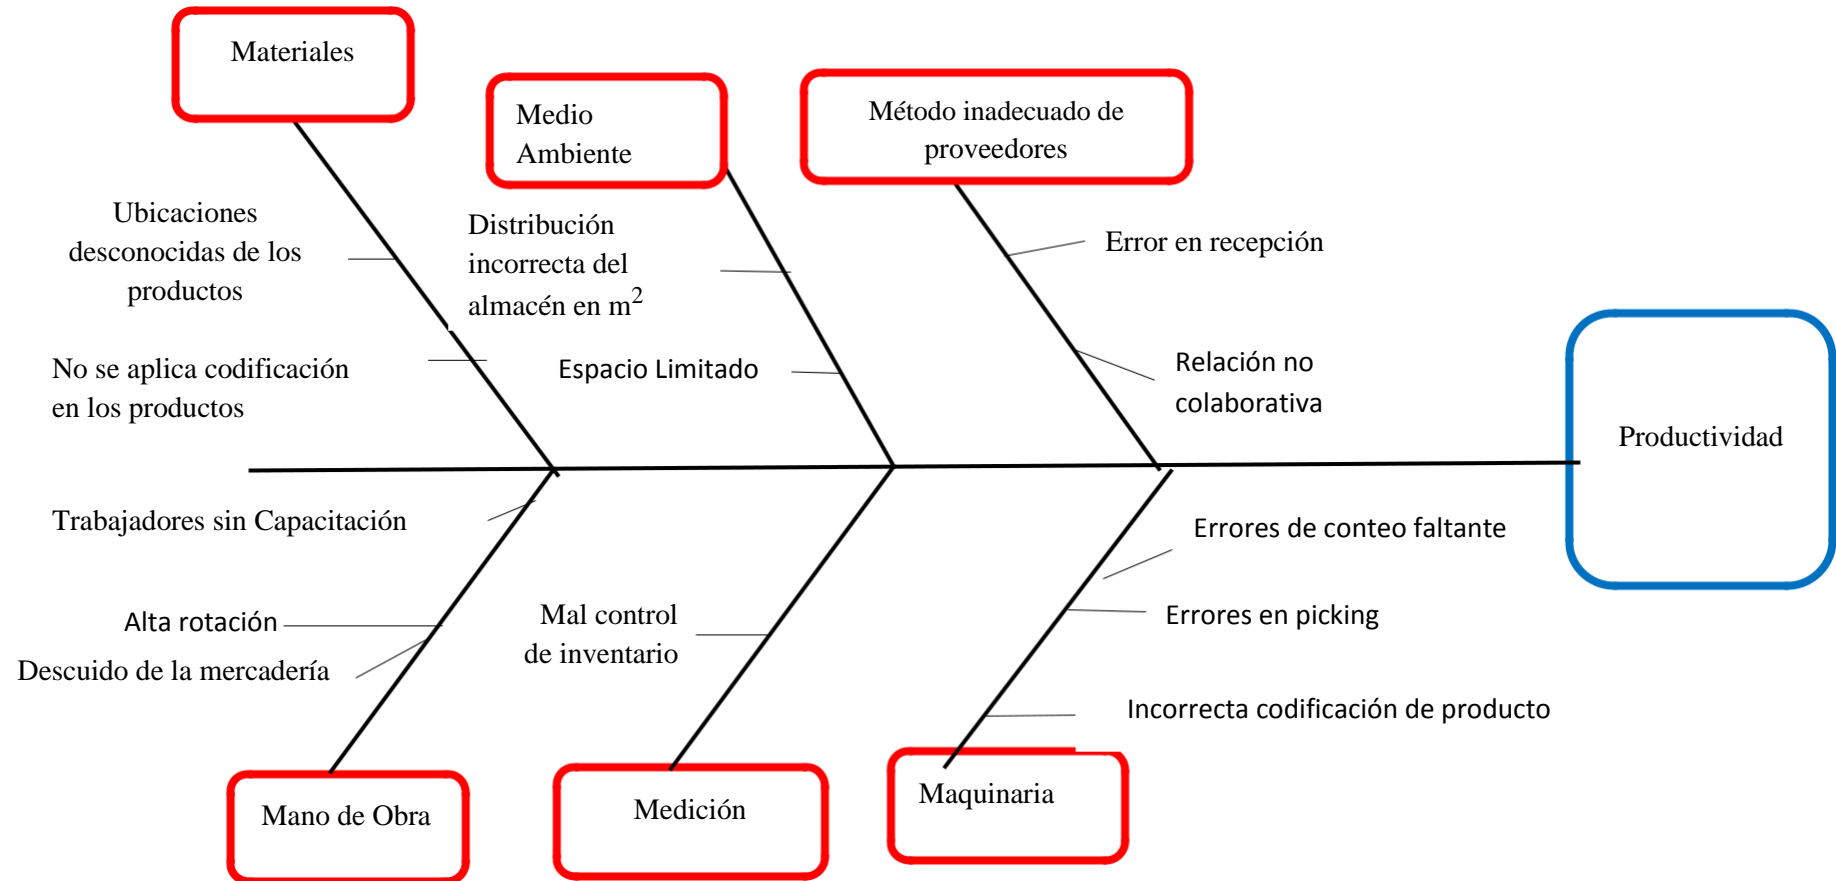 Materiales
Medio
Ambiente
Método inadecuado de
proveedores
Ubicaciones
desconocidas de los
productos
Distribución
incorrecta del
almacén en m²
Error en recepción
No se aplica codificación
en los productos
Espacio Limitado
Relación no
colaborativa
Productividad
Trabajadores sin Capacitación
Errores de conteo faltante
Alta rotación
Descuido de la mercadería
Mal control
de inventario
Errores en picking
Incorrecta codificación de producto
Mano de Obra
Medición
Maquinaria